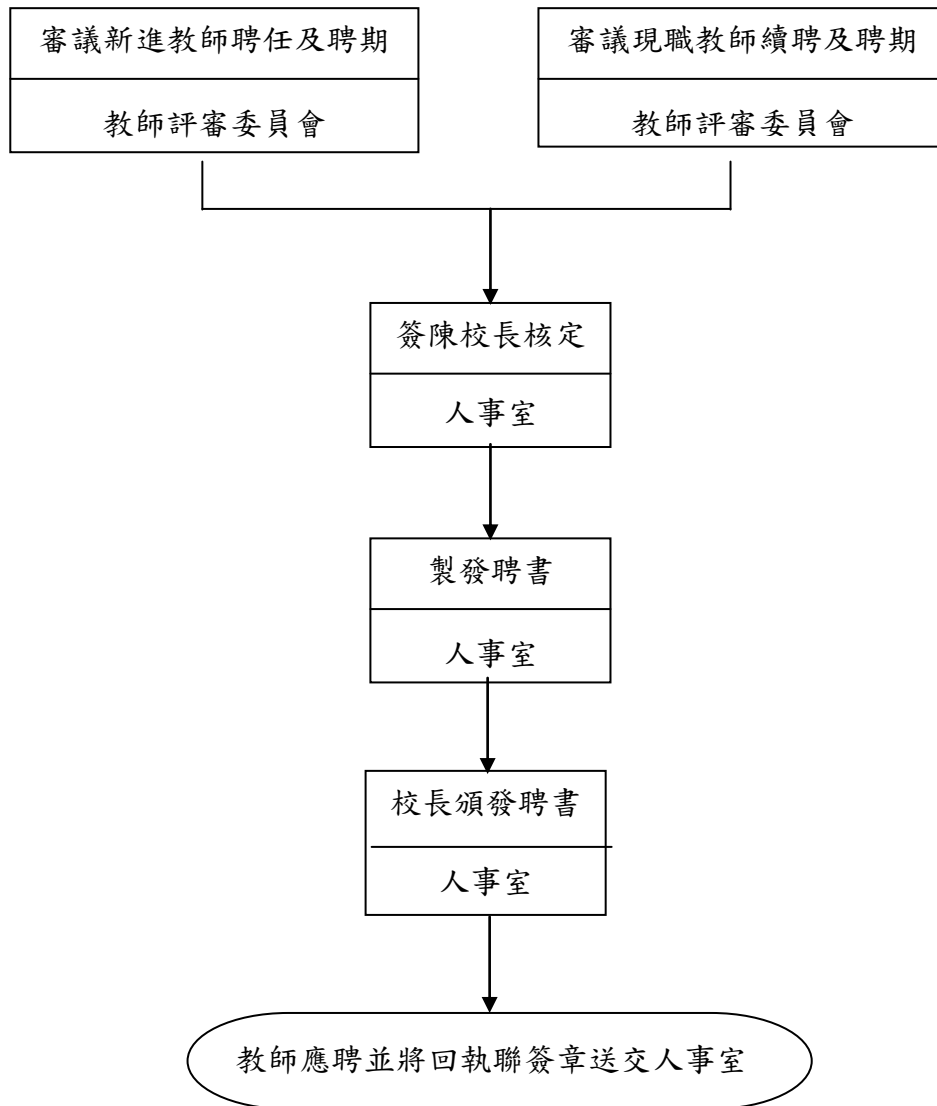 審議新進教師聘任及聘期
教師評審委員會
審議現職教師續聘及聘期
教師評審委員會
簽陳校長核定
人事室
製發聘書
人事室
校長頒發聘書
人事室
教師應聘並將回執聯簽章送交人事室